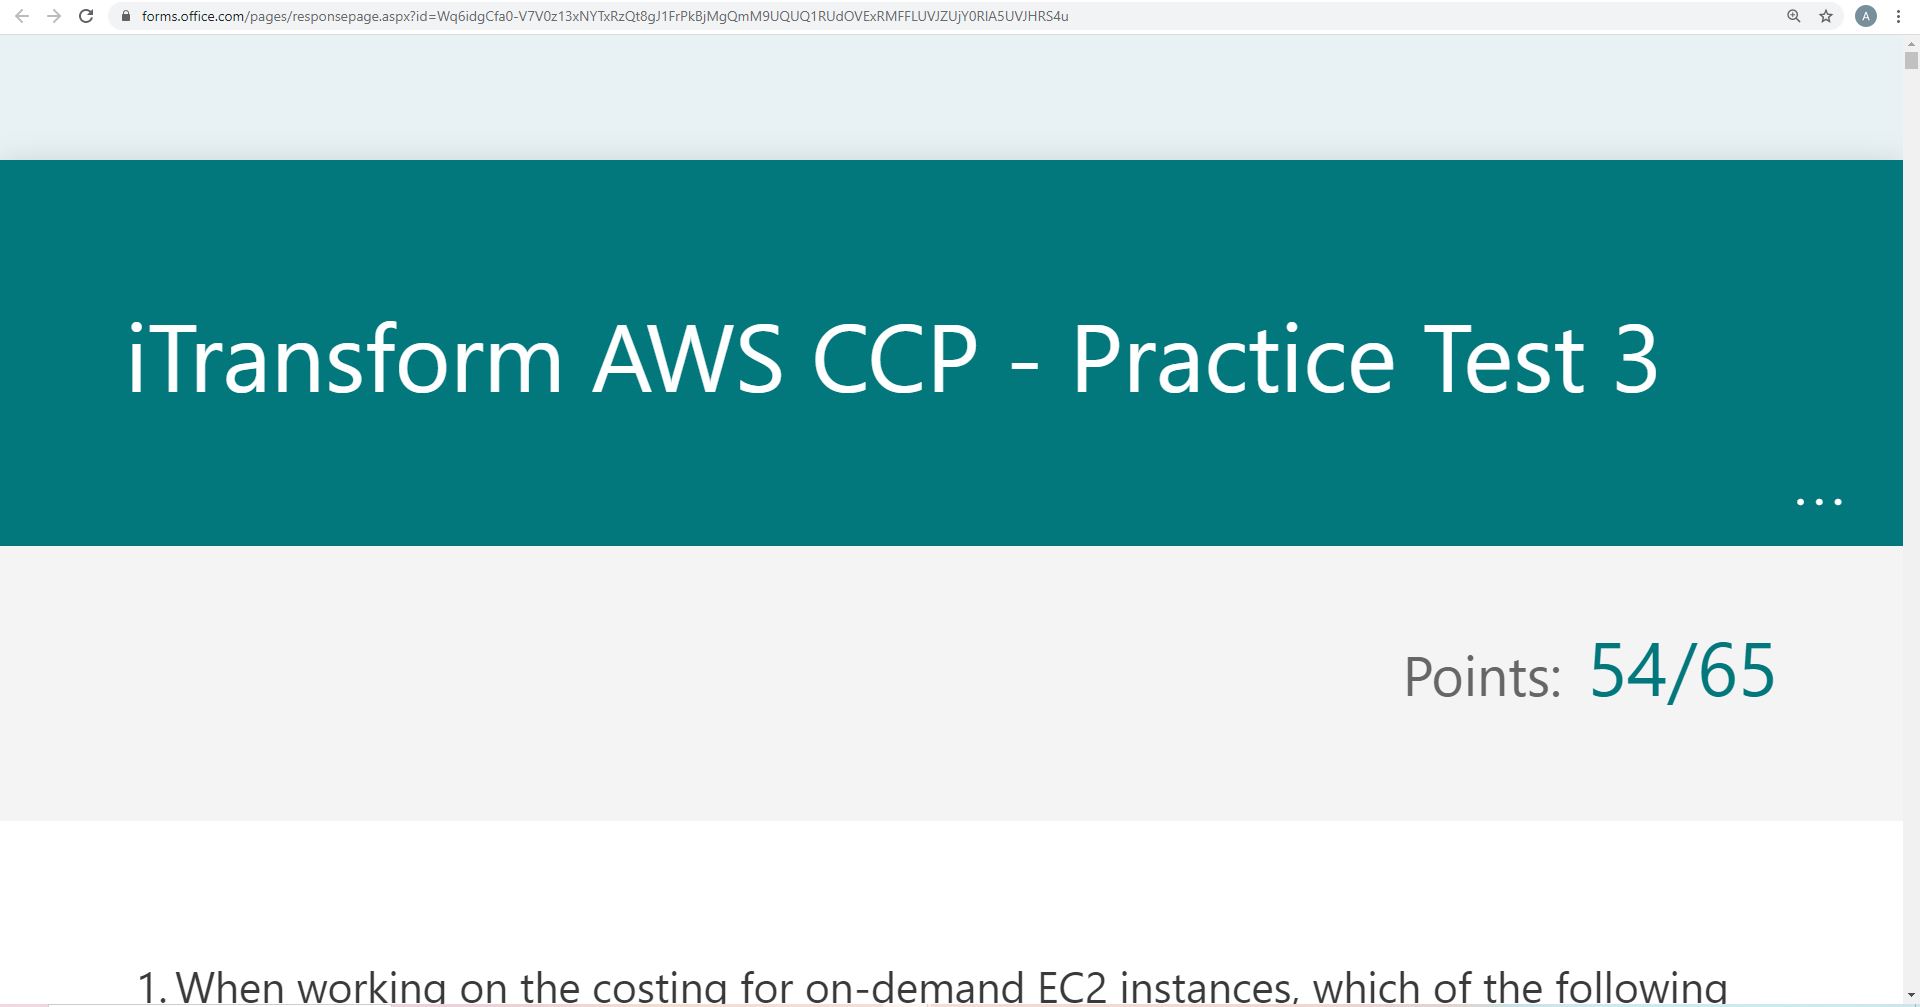 forms.office.com/pages/responsepage.aspx?id=Wq6idgCfa0-V7V0z13xNYTxRzQt8gJ1FrPkBjMgQmM9UQUQ1RUdOVExRMFFLUVJZUjY0RlA5UVJHRS4u
A
iTransform AWS CCP - Practice Test 3
...
Points: 54/65
1. When working on the costing for on-demand EC2 instances, which of the following